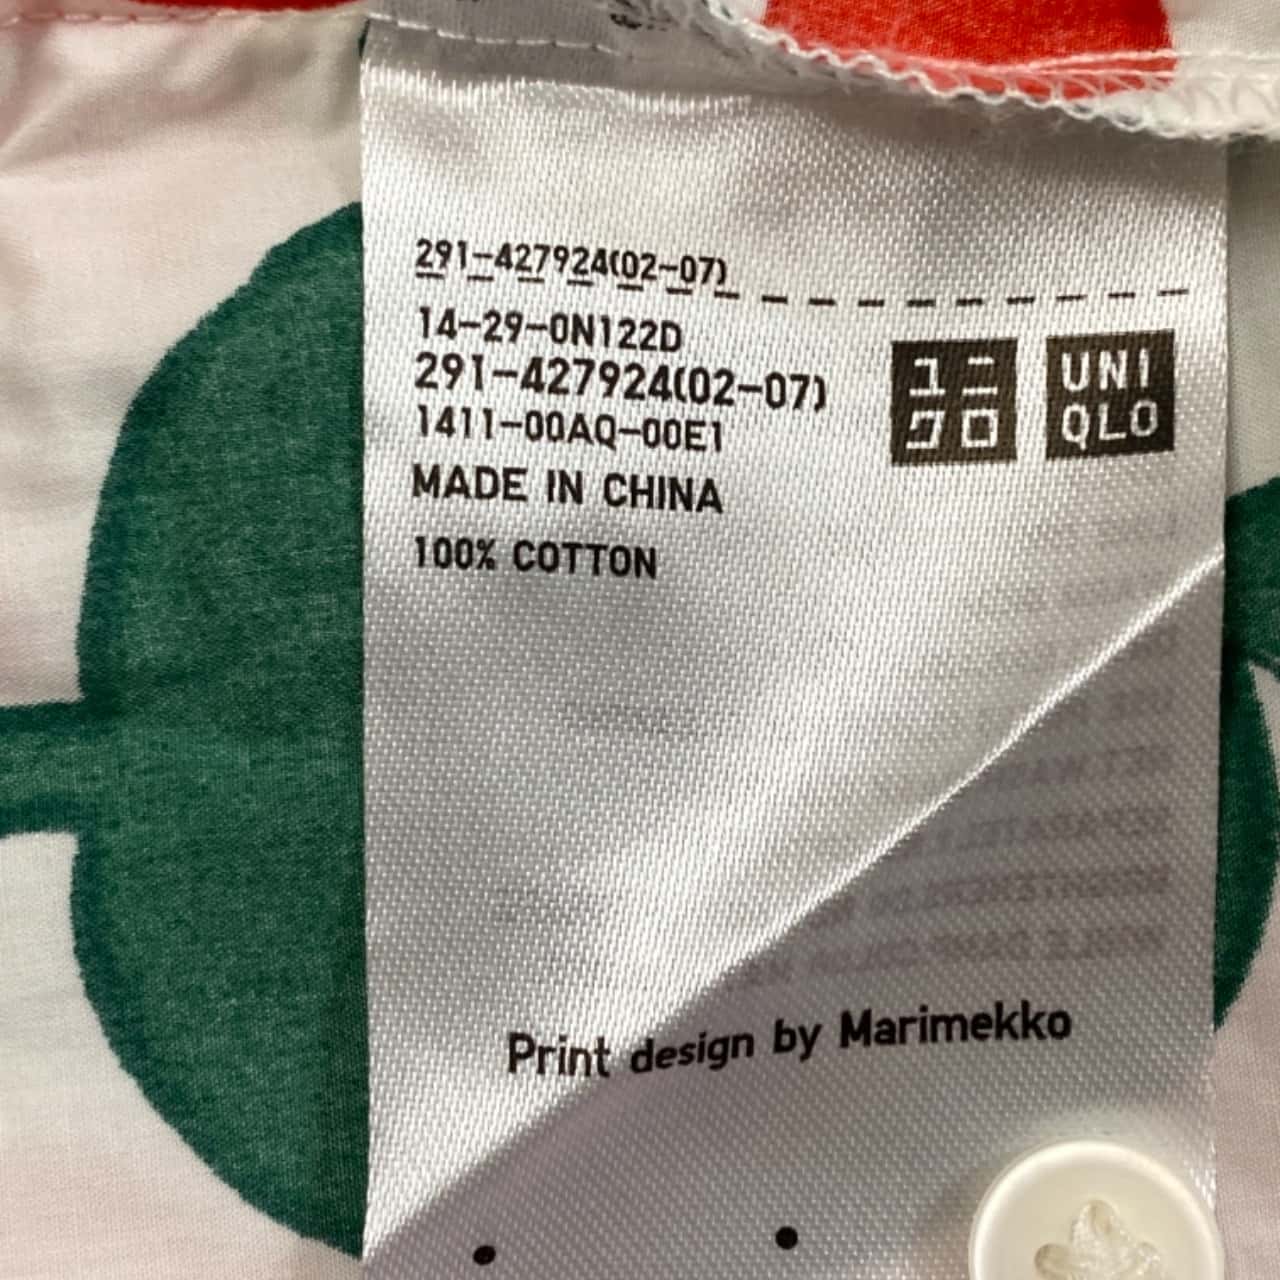 291-427924(02-07)
14-29-0N122D
291-427924(02-07)
1411-00AQ-00E1
MADE IN CHINA
100% COTTON
ユニ
クロ
UNI
QLO
Print design by Marimekko